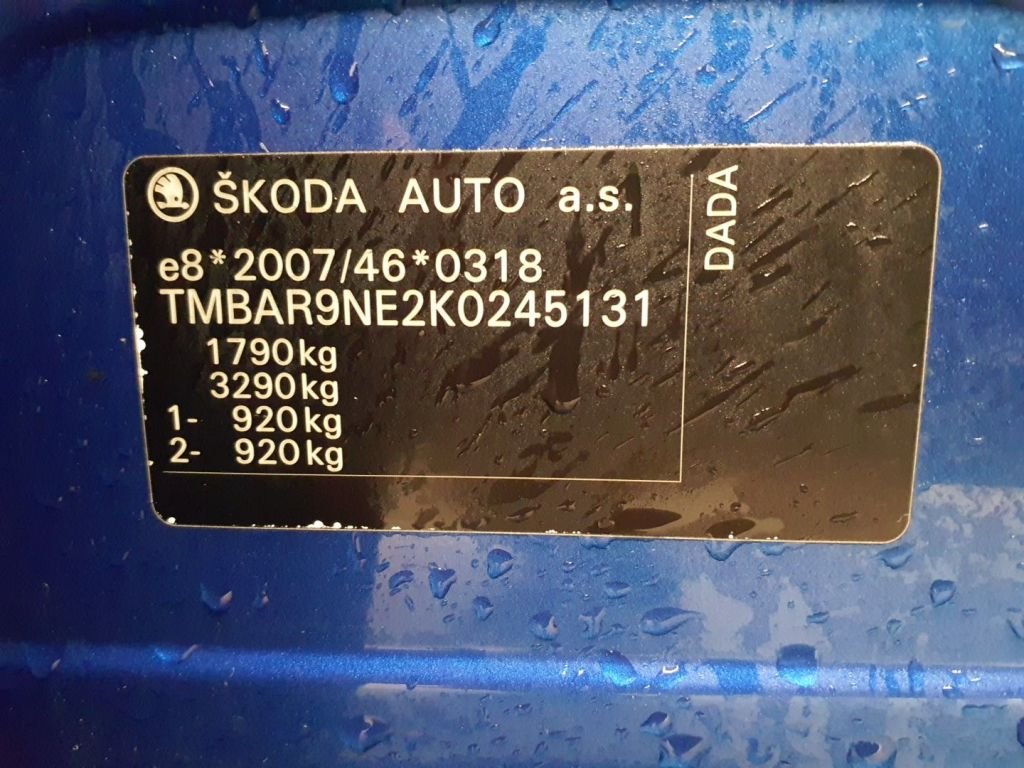 ŠKODA AUTO a.s.
e8*2007/46*0318
TMBAR9NE2K0245131
1790kg
3290kg
1- 920kg
2- 920kg
DADA